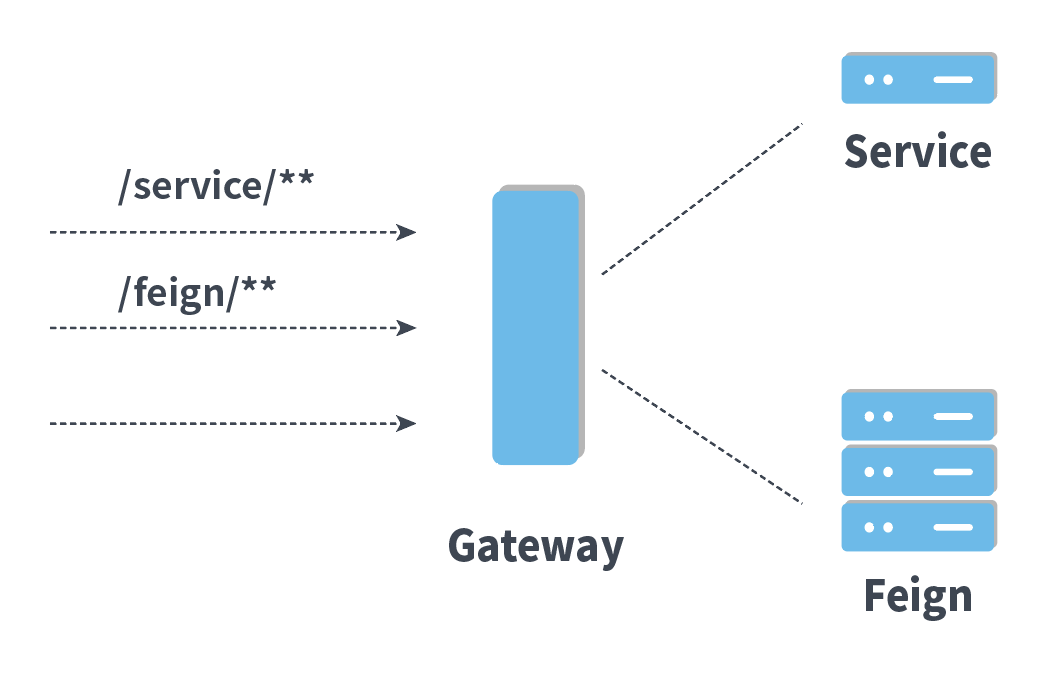 /service/**
/feign/**
Service
Gateway
Feign